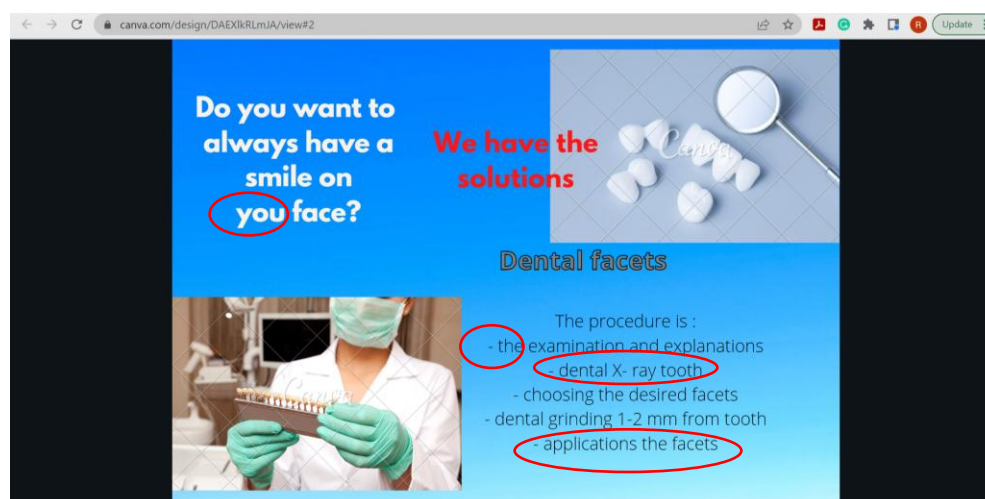 canva.com/design/DAEXlkRLmJA/view#2
R
Update
Do you want to
always have a
smile on
you face?
We have the
solutions
Canva
Dental facets
Canva
The procedure is :
- the examination and explanations
- dental X- ray tooth
- choosing the desired facets
- dental grinding 1-2 mm from tooth
- applications the facets